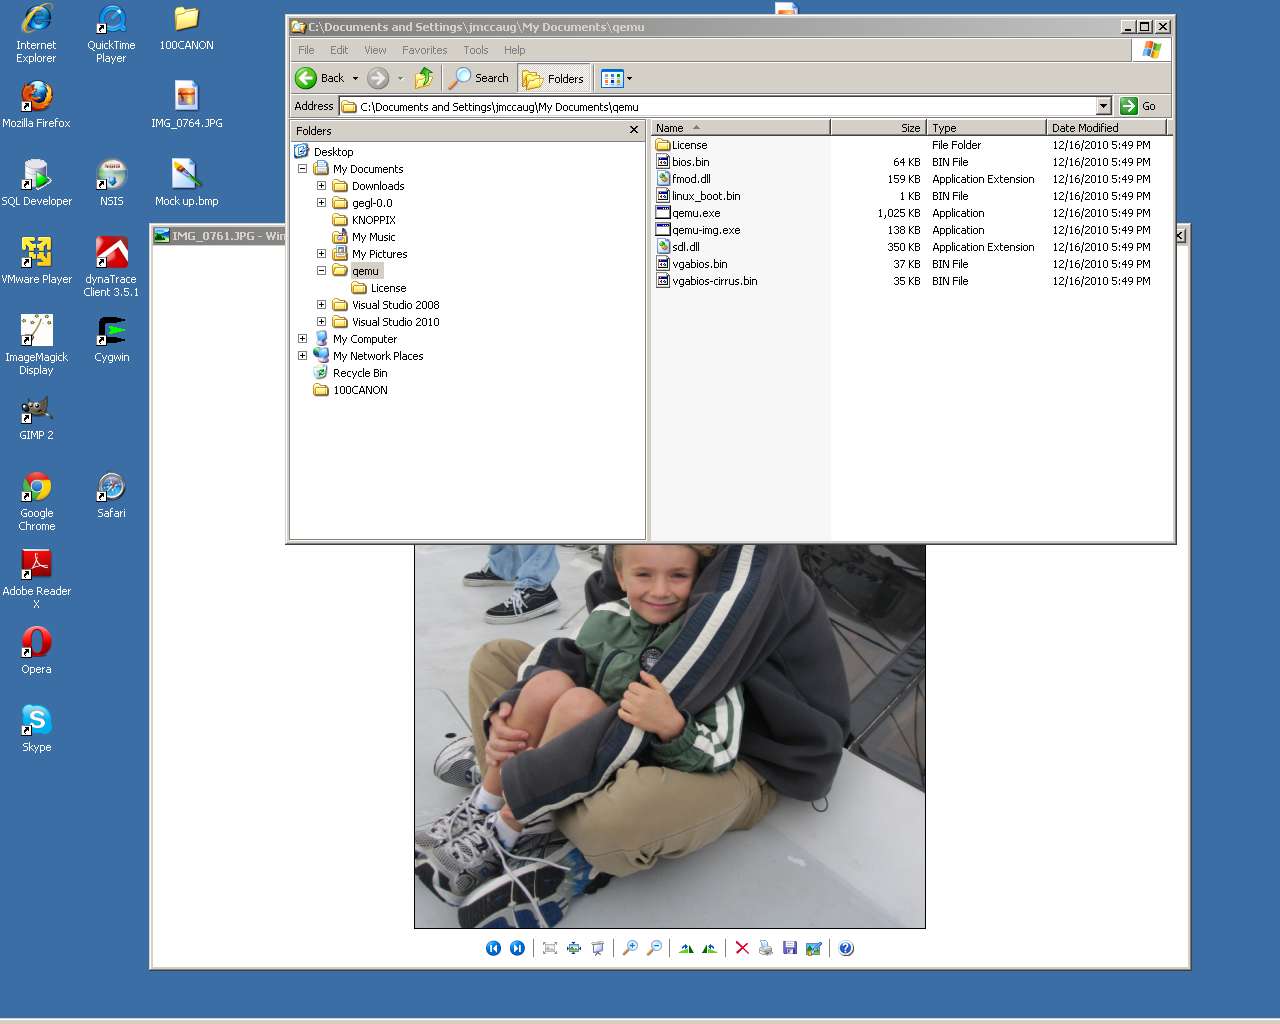 Internet Explorer
QuickTime Player
100CANON
Mozilla Firefox
IMG_0764.JPG
SQL Developer
NSIS
Mock up.bmp
VMware Player
dynaTrace Client 3.5.1
ImageMagick Display
Cygwin
GIMP 2
Google Chrome
Safari
Adobe Reader X
Opera
Skype
C:\Documents and Settings\jmccaug\My Documents\qemu
File Edit View Favorites Tools Help
Back Search Folders
Address C:\Documents and Settings\jmccaug\My Documents\qemu Go
Folders
Desktop
My Documents
Downloads
gegl-0.0
KNOPPIX
My Music
My Pictures
qemu
License
Visual Studio 2008
Visual Studio 2010
My Computer
My Network Places
Recycle Bin
100CANON
Name Size Type Date Modified
License File Folder 12/16/2010 5:49 PM
bios.bin 64 KB BIN File 12/16/2010 5:49 PM
fmod.dll 159 KB Application Extension 12/16/2010 5:49 PM
linux_boot.bin 1 KB BIN File 12/16/2010 5:49 PM
qemu.exe 1,025 KB Application 12/16/2010 5:49 PM
qemu-img.exe 138 KB Application 12/16/2010 5:49 PM
sdl.dll 350 KB Application Extension 12/16/2010 5:49 PM
vgabios.bin 37 KB BIN File 12/16/2010 5:49 PM
vgabios-cirrus.bin 35 KB BIN File 12/16/2010 5:49 PM
IMG_0761.JPG - Win